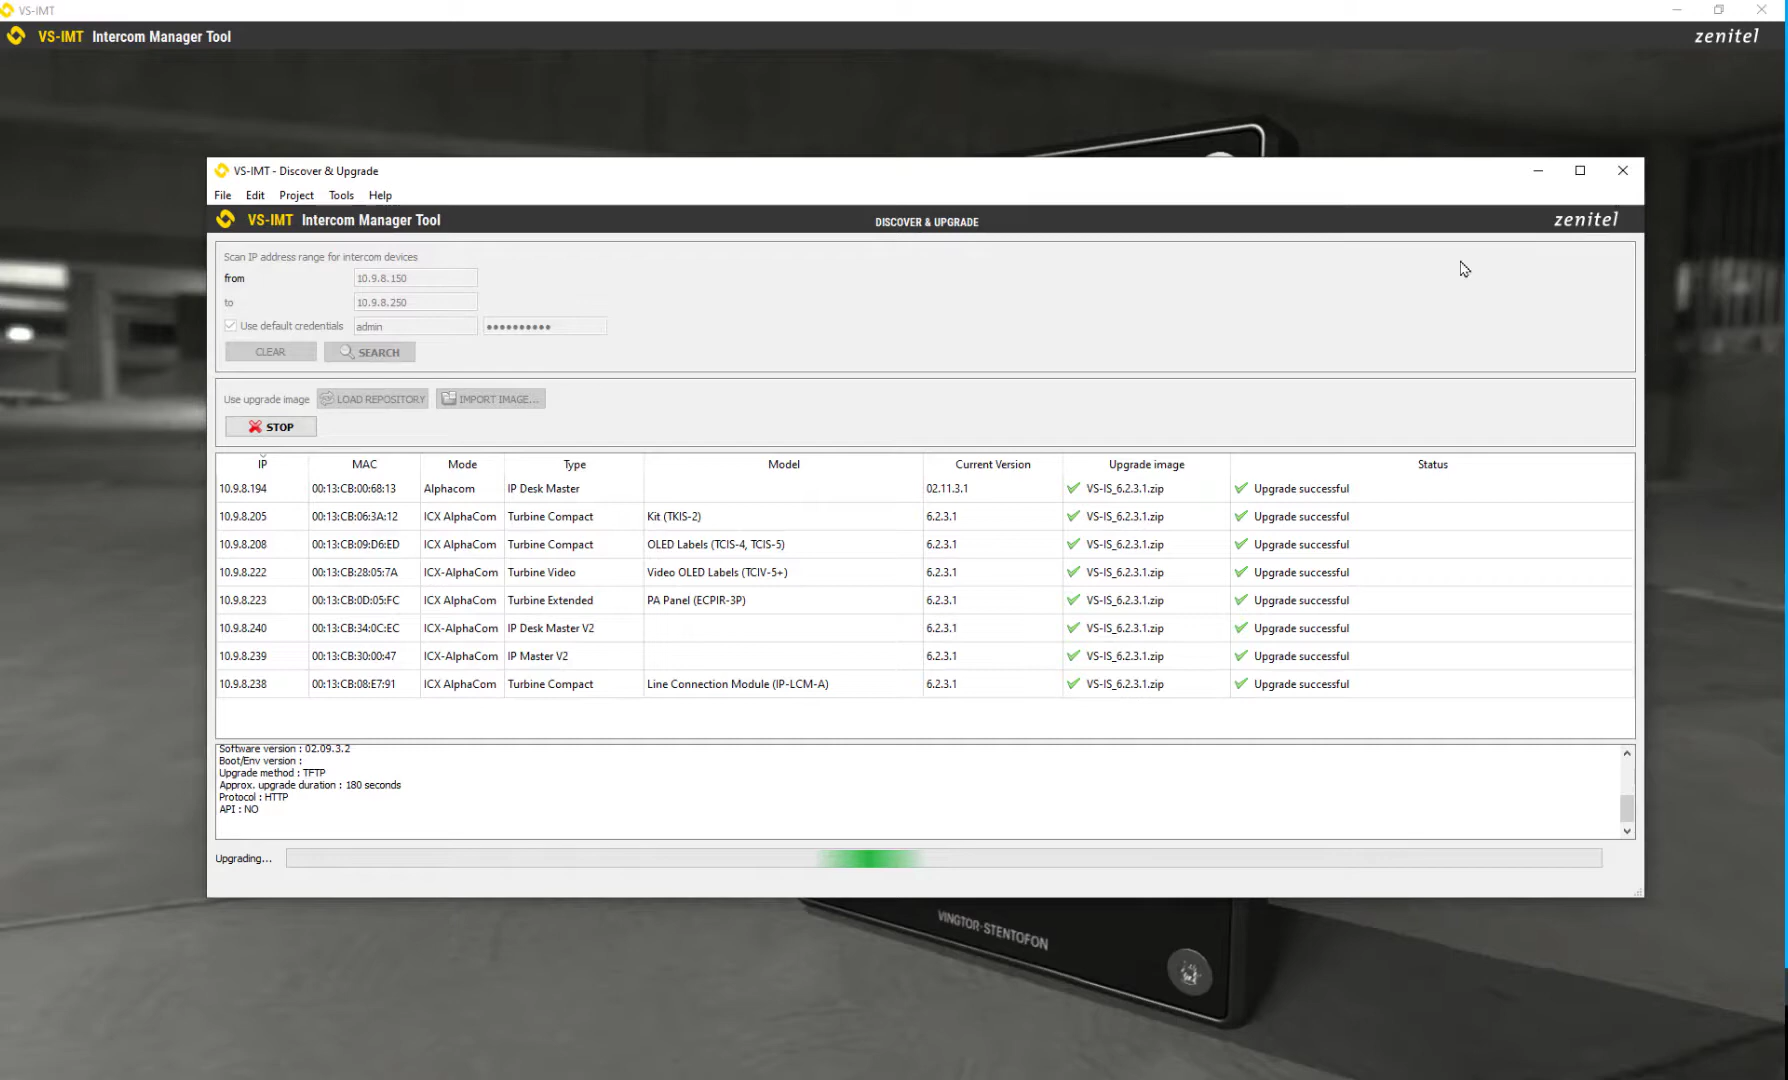 VS-IMT
VS-IMT Intercom Manager Tool
zenitel
VS-IMT - Discover & Upgrade
File Edit Project Tools Help
VS-IMT Intercom Manager Tool DISCOVER & UPGRADE zenitel
Scan IP address range for intercom devices
from 10.9.8.150
to 10.9.8.250
Use default credentials admin ••••••••••
CLEAR SEARCH
Use upgrade image LOAD REPOSITORY IMPORT IMAGE...
STOP
IP MAC Mode Type Model Current Version Upgrade image Status
10.9.8.194 00:13:CB:00:68:13 Alphacom IP Desk Master 02.11.3.1 VS-IS_6.2.3.1.zip Upgrade successful
10.9.8.205 00:13:CB:06:3A:12 ICX AlphaCom Turbine Compact Kit (TKIS-2) 6.2.3.1 VS-IS_6.2.3.1.zip Upgrade successful
10.9.8.208 00:13:CB:09:D6:ED ICX AlphaCom Turbine Compact OLED Labels (TCIS-4, TCIS-5) 6.2.3.1 VS-IS_6.2.3.1.zip Upgrade successful
10.9.8.222 00:13:CB:28:05:7A ICX-AlphaCom Turbine Video Video OLED Labels (TCIV-5+) 6.2.3.1 VS-IS_6.2.3.1.zip Upgrade successful
10.9.8.223 00:13:CB:0D:05:FC ICX AlphaCom Turbine Extended PA Panel (ECPIR-3P) 6.2.3.1 VS-IS_6.2.3.1.zip Upgrade successful
10.9.8.240 00:13:CB:34:0C:EC ICX-AlphaCom IP Desk Master V2 6.2.3.1 VS-IS_6.2.3.1.zip Upgrade successful
10.9.8.239 00:13:CB:30:00:47 ICX-AlphaCom IP Master V2 6.2.3.1 VS-IS_6.2.3.1.zip Upgrade successful
10.9.8.238 00:13:CB:08:E7:91 ICX AlphaCom Turbine Compact Line Connection Module (IP-LCM-A) 6.2.3.1 VS-IS_6.2.3.1.zip Upgrade successful
Software version : 02.09.3.2
Boot/Env version :
Upgrade method : TFTP
Approx. upgrade duration : 180 seconds
Protocol : HTTP
API : NO
Upgrading...
VINGTOR-STENTOFON